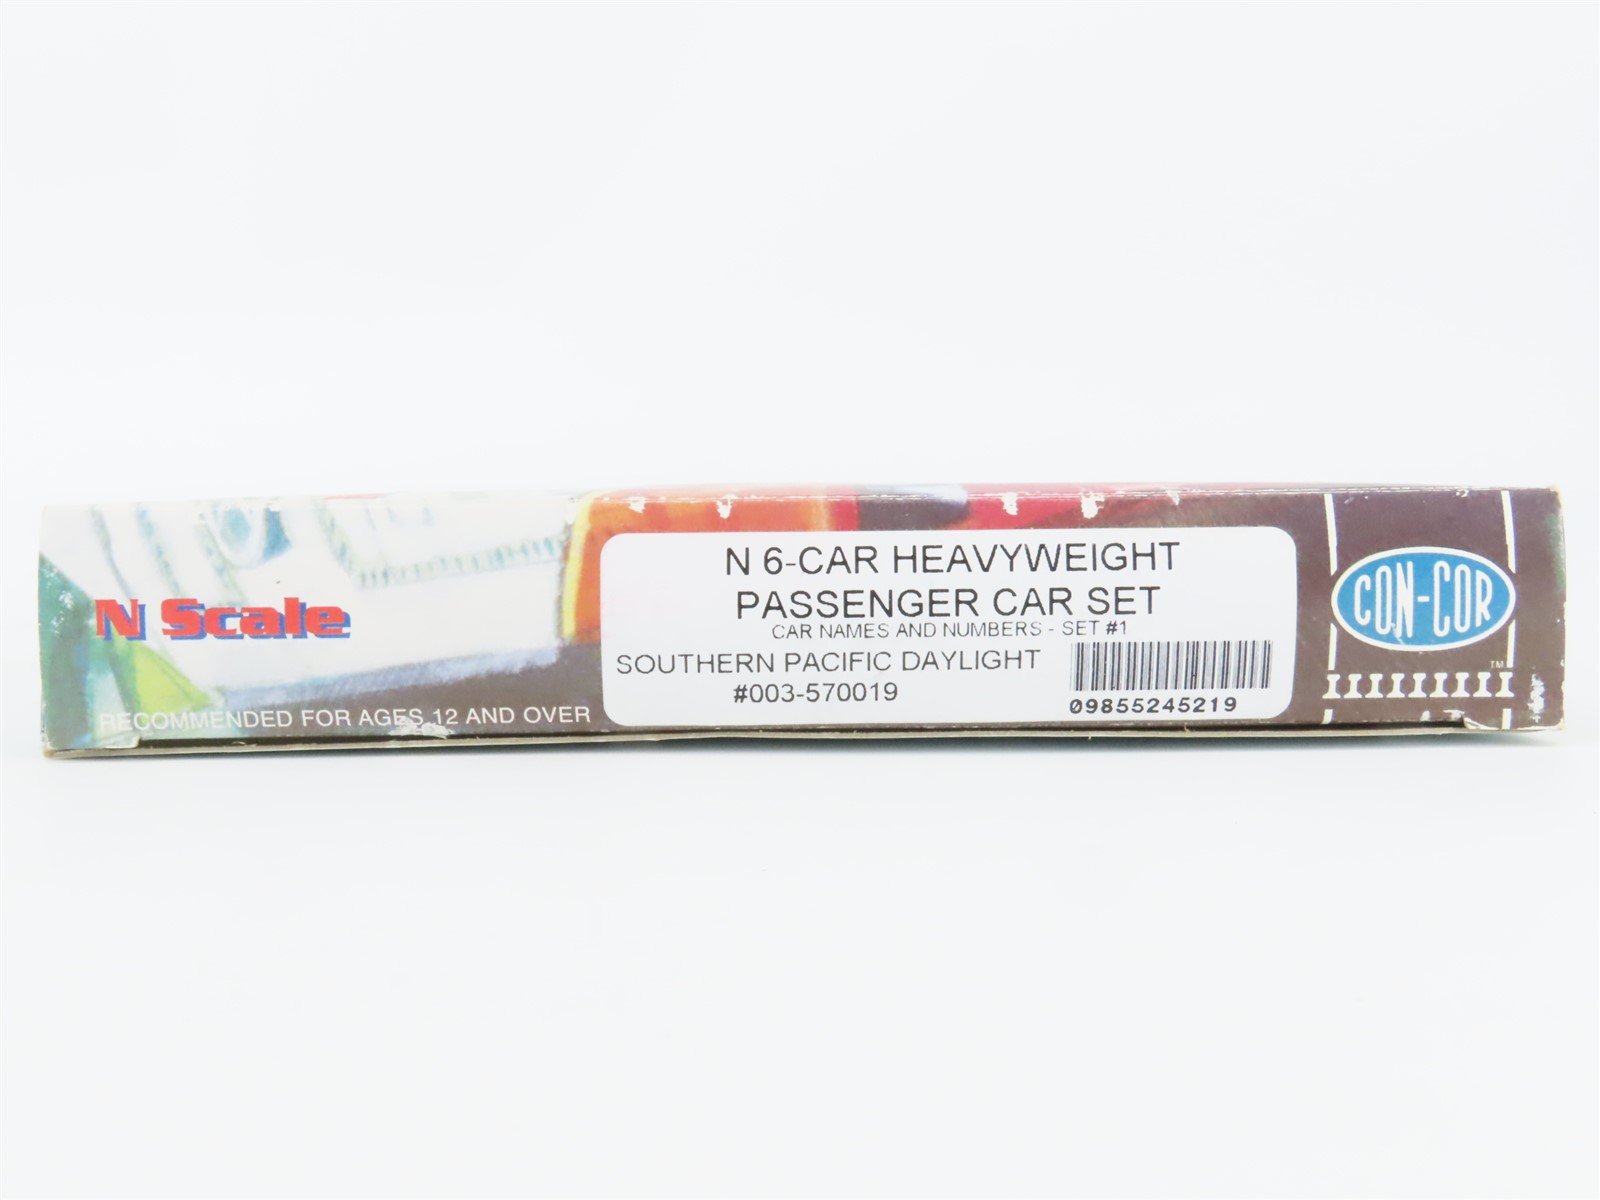 N Scale
RECOMMENDED FOR AGES 12 AND OVER
N 6-CAR HEAVYWEIGHT
PASSENGER CAR SET
CAR NAMES AND NUMBERS - SET #1
SOUTHERN PACIFIC DAYLIGHT
#003-570019
09855245219
CON-COR
TM